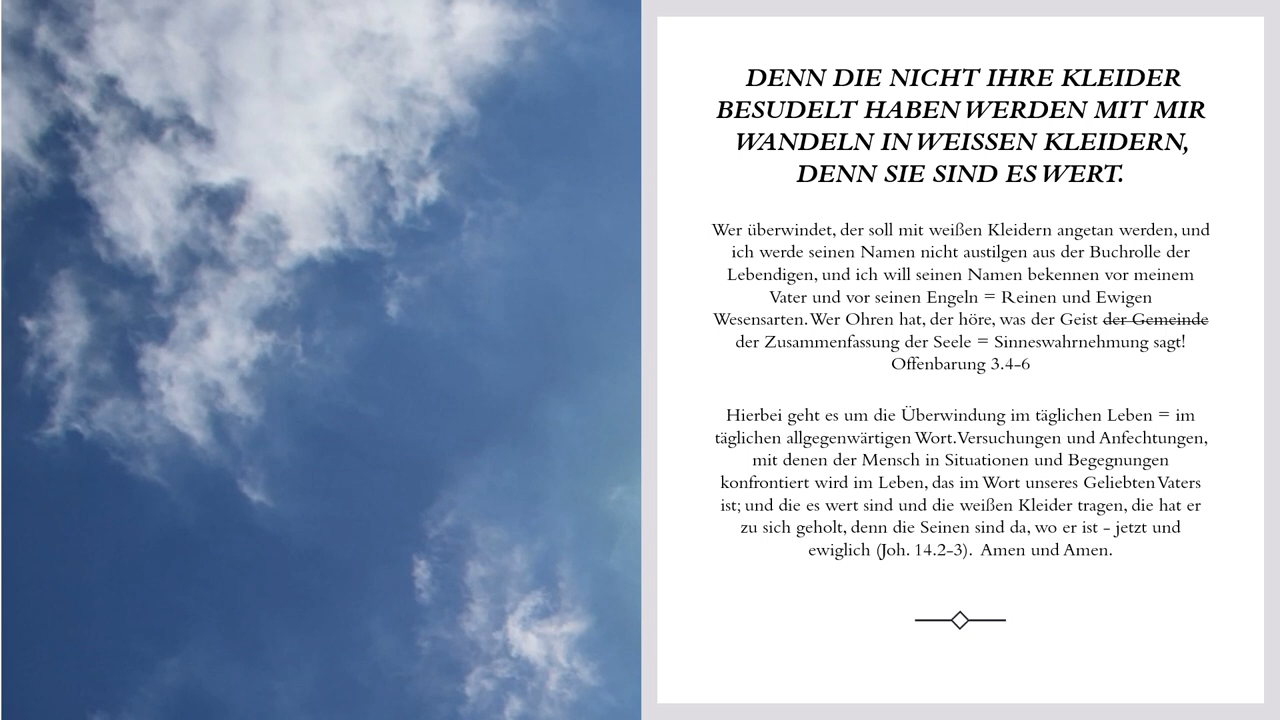 DENN DIE NICHT IHRE KLEIDER
BESUDELT HABEN WERDEN MIT MIR
WANDELN IN WEISSEN KLEIDERN,
DENN SIE SIND ES WERT.
Wer überwindet, der soll mit weißen Kleidern angetan werden, und
ich werde seinen Namen nicht austilgen aus der Buchrolle der
Lebendigen, und ich will seinen Namen bekennen vor meinem
Vater und vor seinen Engeln = Reinen und Ewigen
Wesensarten. Wer Ohren hat, der höre, was der Geist der Gemeinde
der Zusammenfassung der Seele = Sinneswahrnehmung sagt!
Offenbarung 3.4-6
Hierbei geht es um die Überwindung im täglichen Leben = im
täglichen allgegenwärtigen Wort. Versuchungen und Anfechtungen,
mit denen der Mensch in Situationen und Begegnungen
konfrontiert wird im Leben, das im Wort unseres Geliebten Vaters
ist; und die es wert sind und die weißen Kleider tragen, die hat er
zu sich geholt, denn die Seinen sind da, wo er ist - jetzt und
ewiglich (Joh. 14.2-3). Amen und Amen.